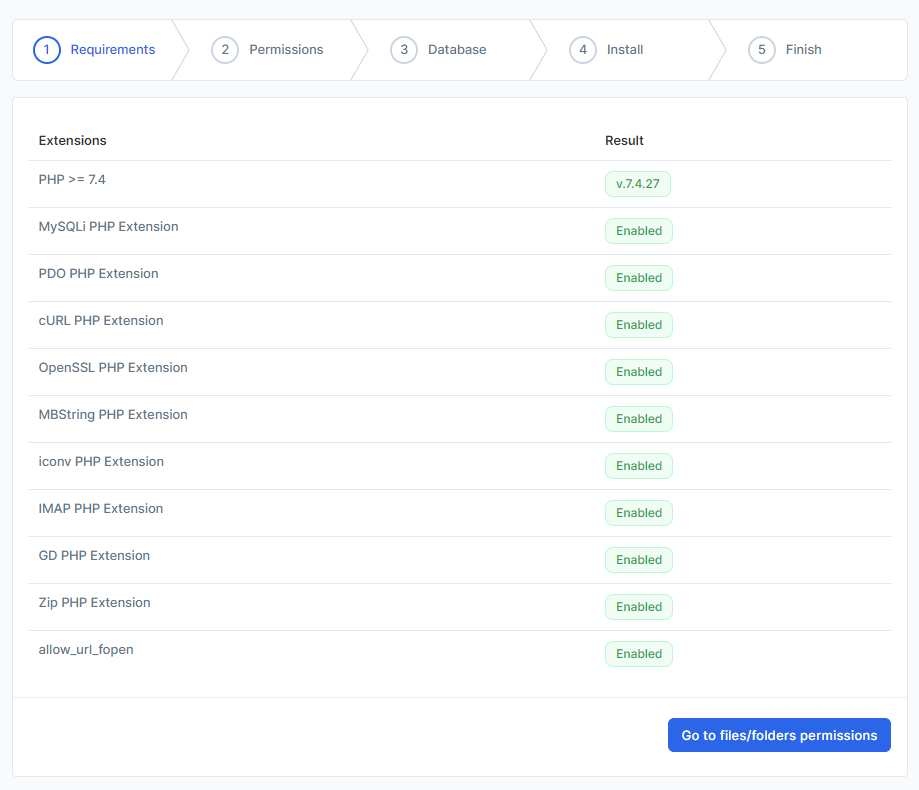 1 Requirements 2 Permissions 3 Database 4 Install 5 Finish
Extensions Result
PHP >= 7.4 v.7.4.27
MySQLi PHP Extension Enabled
PDO PHP Extension Enabled
cURL PHP Extension Enabled
OpenSSL PHP Extension Enabled
MBString PHP Extension Enabled
iconv PHP Extension Enabled
IMAP PHP Extension Enabled
GD PHP Extension Enabled
Zip PHP Extension Enabled
allow_url_fopen Enabled
Go to files/folders permissions